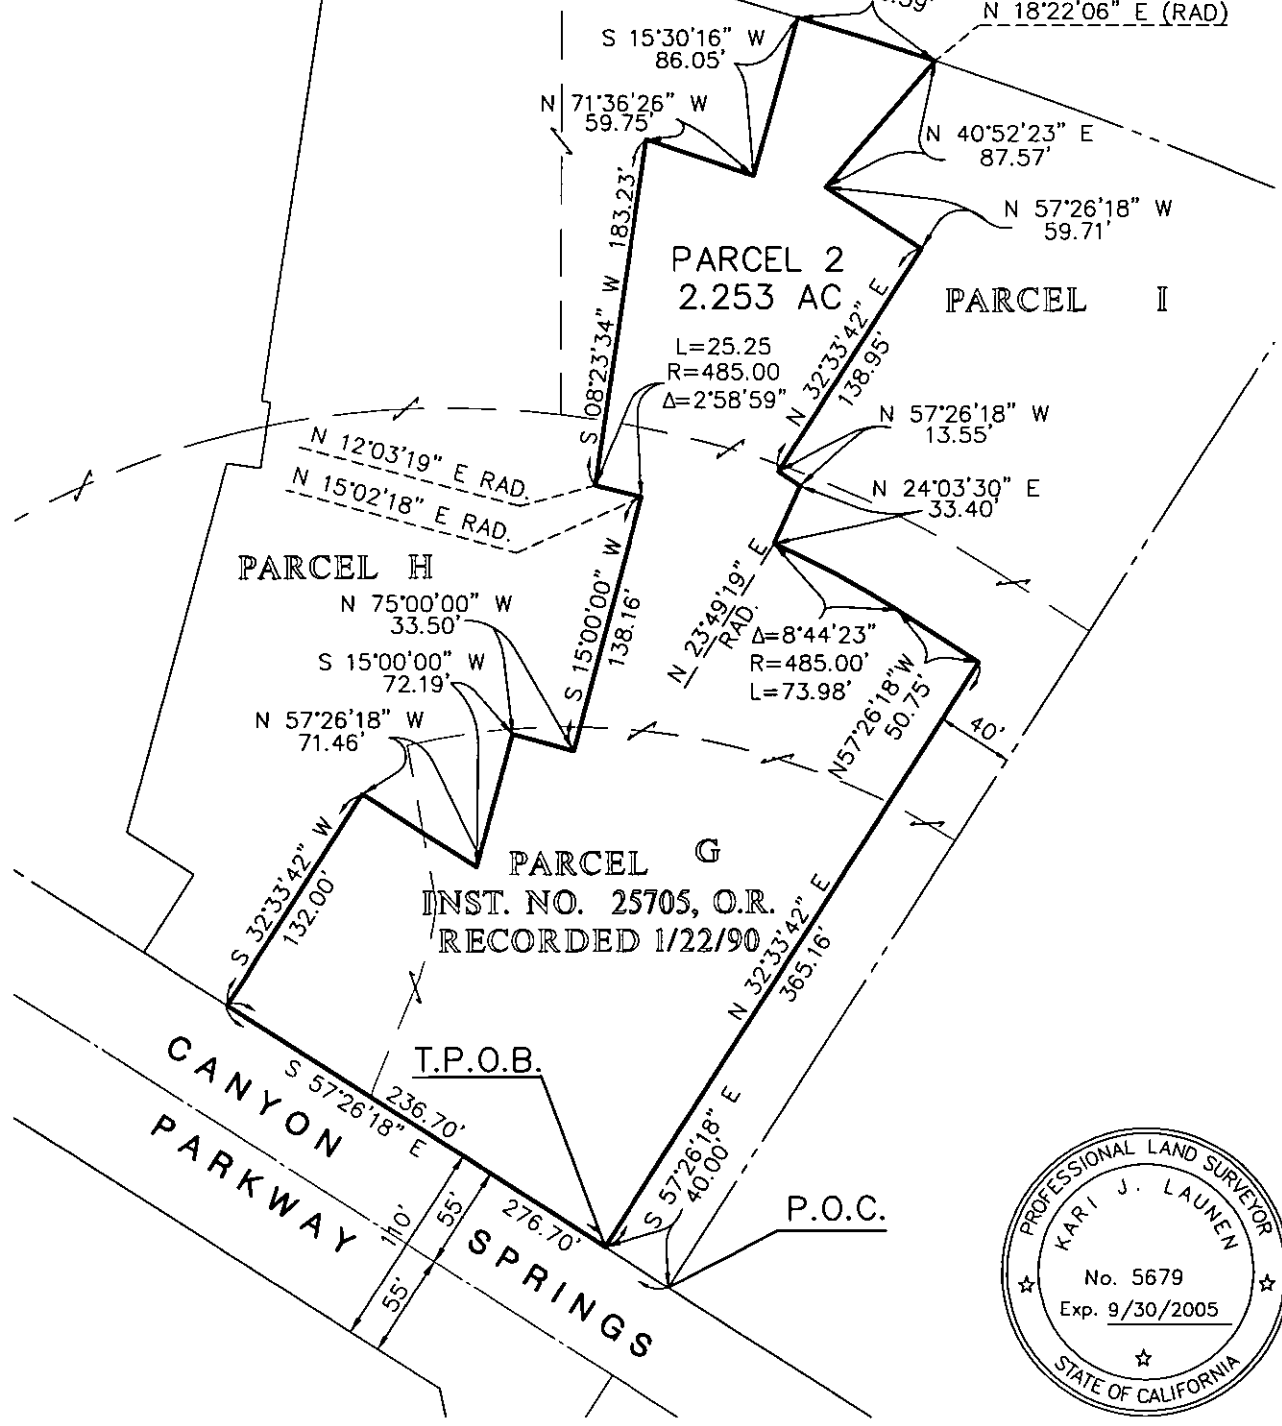 N 18°22'06" E (RAD)
S 15°30'16" W
86.05'
N 71°36'26" W
59.75'
N 40°52'23" E
87.57'
N 57°26'18" W
59.71'
S 08°23'34" W 183.23'
PARCEL 2
2.253 AC
PARCEL I
L=25.25
R=485.00
Δ=2°58'59"
N 32°33'42" E
138.95'
N 57°26'18" W
13.55'
N 12°03'19" E RAD.
N 15°02'18" E RAD.
N 24°03'30" E
33.40'
PARCEL H
N 75°00'00" W
33.50'
S 15°00'00" W
138.16'
N 23°49'19" E
RAD.
Δ=8°44'23"
R=485.00'
L=73.98'
S 15°00'00" W
72.19'
N57°26'18"W
50.75'
N 57°26'18" W
71.46'
40'
S 32°33'42" W
132.00'
PARCEL G
INST. NO. 25705, O.R.
RECORDED 1/22/90
N 32°33'42" E
365.16'
T.P.O.B.
S 57°26'18" E
236.70'
S 57°26'18" E
40.00'
P.O.C.
276.70'
CANYON SPRINGS
PARKWAY
110'
55'
55'
PROFESSIONAL LAND SURVEYOR
KARI J. LAUNEN
No. 5679
Exp. 9/30/2005
STATE OF CALIFORNIA